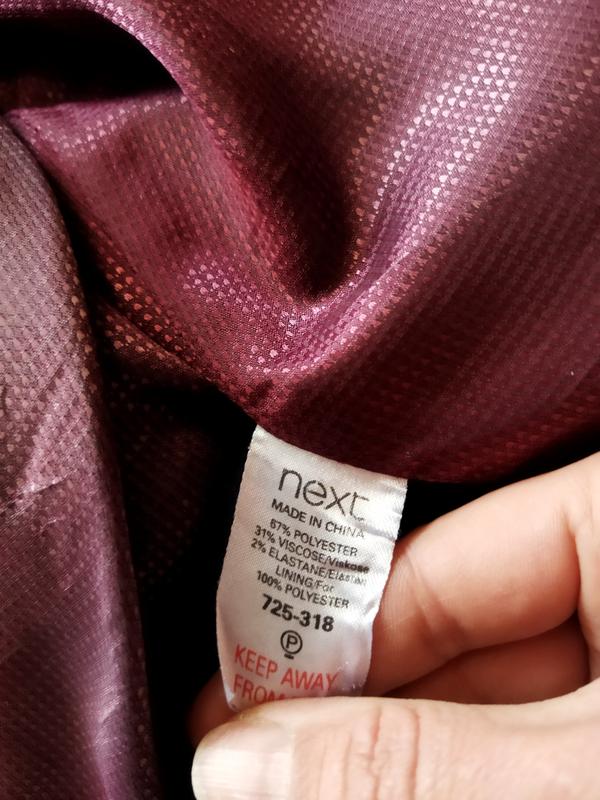 next
MADE IN CHINA
67% POLYESTER
31% VISCOSE/Viskose
2% ELASTANE/Elastan
LINING/For
100% POLYESTER
725-318
P
KEEP AWAY
FROM